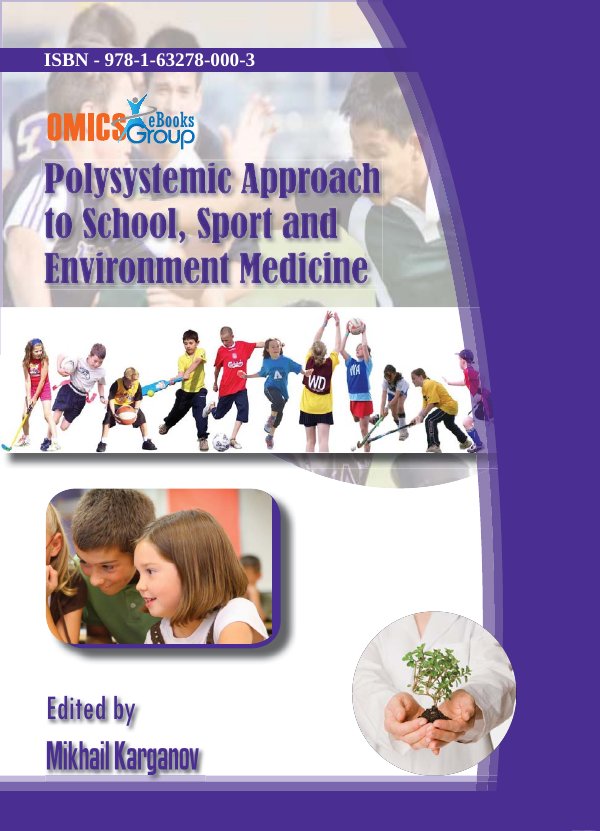 ISBN - 978-1-63278-000-3
OMICS Group eBooks
Polysystemic Approach
to School, Sport and
Environment Medicine
WD
WA
Edited by
Mikhail Karganov